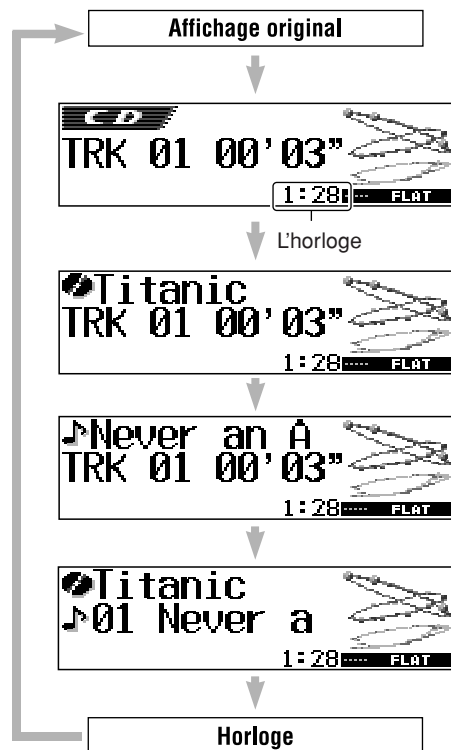 Affichage original
CD
TRK 01 00'03"
1:28 FLAT
L'horloge
Titanic
TRK 01 00'03"
1:28 FLAT
Never an A
TRK 01 00'03"
1:28 FLAT
Titanic
01 Never a
1:28 FLAT
Horloge